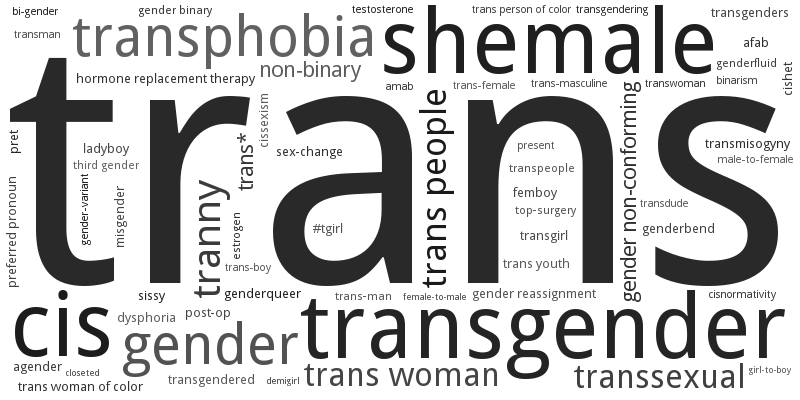 bi-gender
gender binary
testosterone
trans person of color
transgendering
transgenders
transman
transphobia
shemale
afab
hormone replacement therapy
non-binary
genderfluid
amab
trans-female
trans-masculine
transwoman
binarism
cishet
trans
pret
ladyboy
third gender
cissexism
trans*
sex-change
trans people
present
transpeople
femboy
top-surgery
transgirl
trans youth
gender non-conforming
transmisogyny
male-to-female
transdude
genderbend
preferred pronoun
gender-variant
misgender
tranny
estrogen
#tgirl
trans-boy
sissy
genderqueer
trans-man
female-to-male
gender reassignment
cisnormativity
cis
dysphoria
post-op
gender
transgender
agender
closeted
trans woman of color
transgendered
demigirl
trans woman
transsexual
girl-to-boy